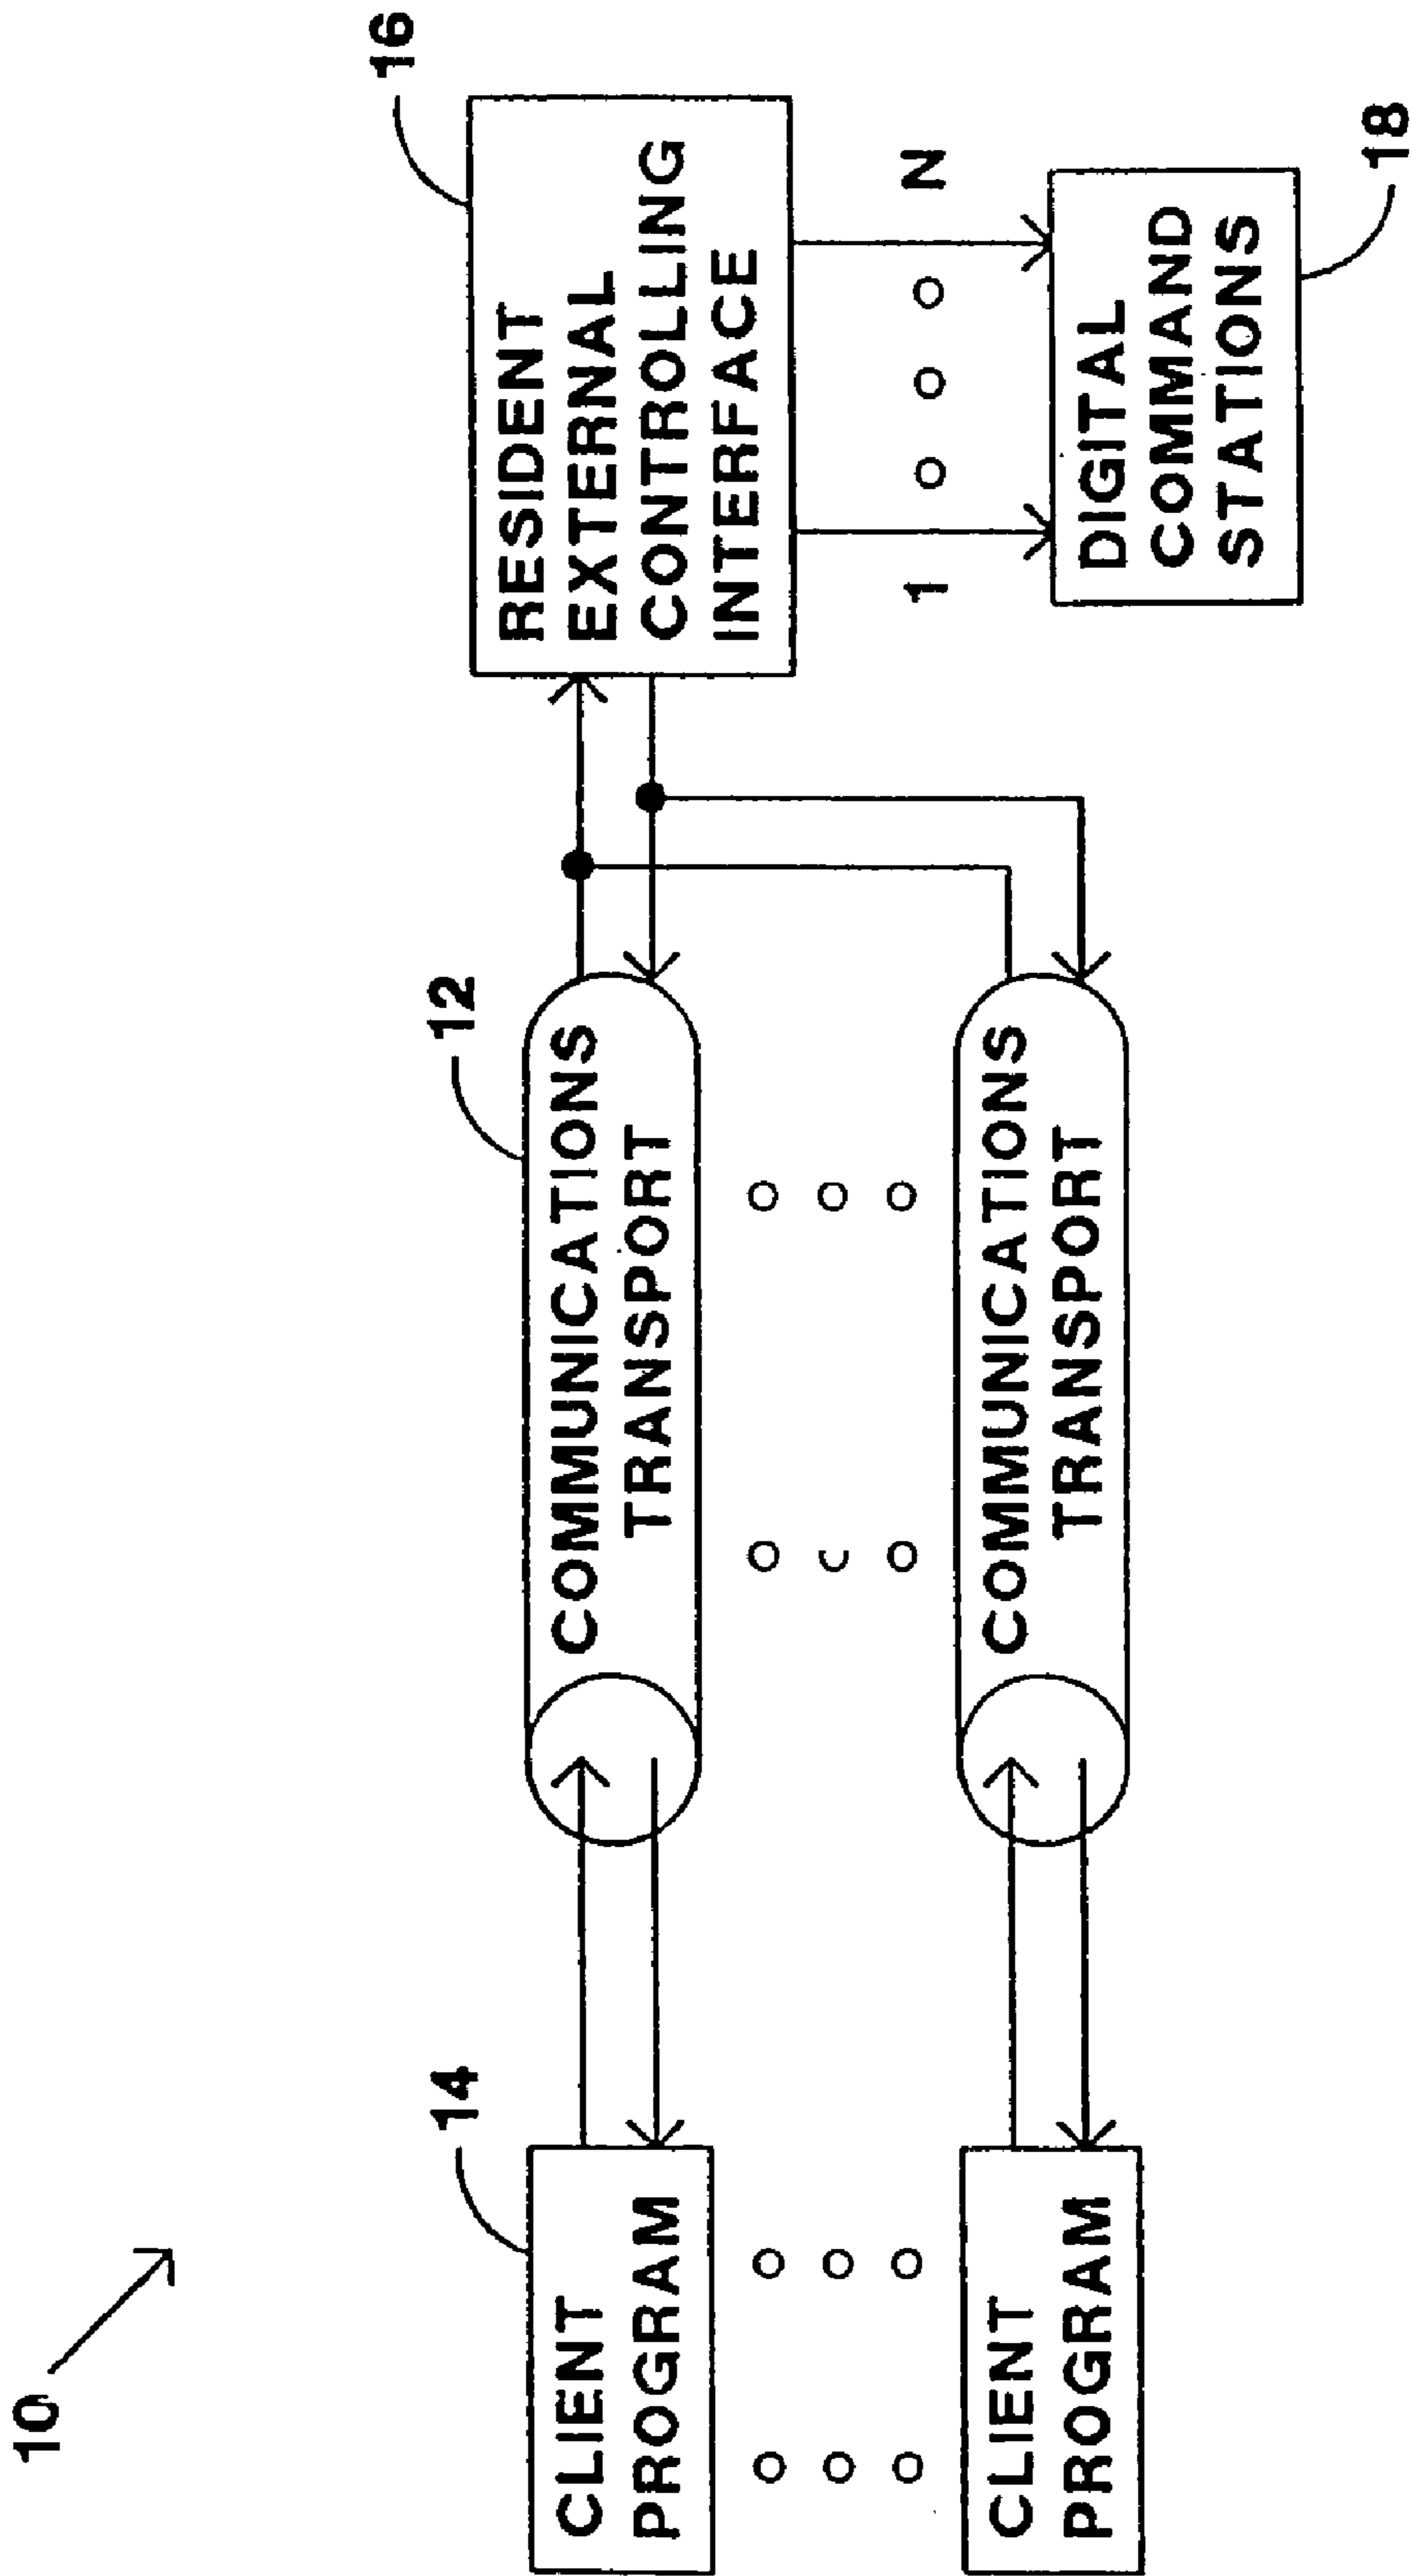 10
14
CLIENT
PROGRAM
CLIENT
PROGRAM
12
COMMUNICATIONS
TRANSPORT
COMMUNICATIONS
TRANSPORT
16
RESIDENT
EXTERNAL
CONTROLLING
INTERFACE
1
N
DIGITAL
COMMAND
STATIONS
18